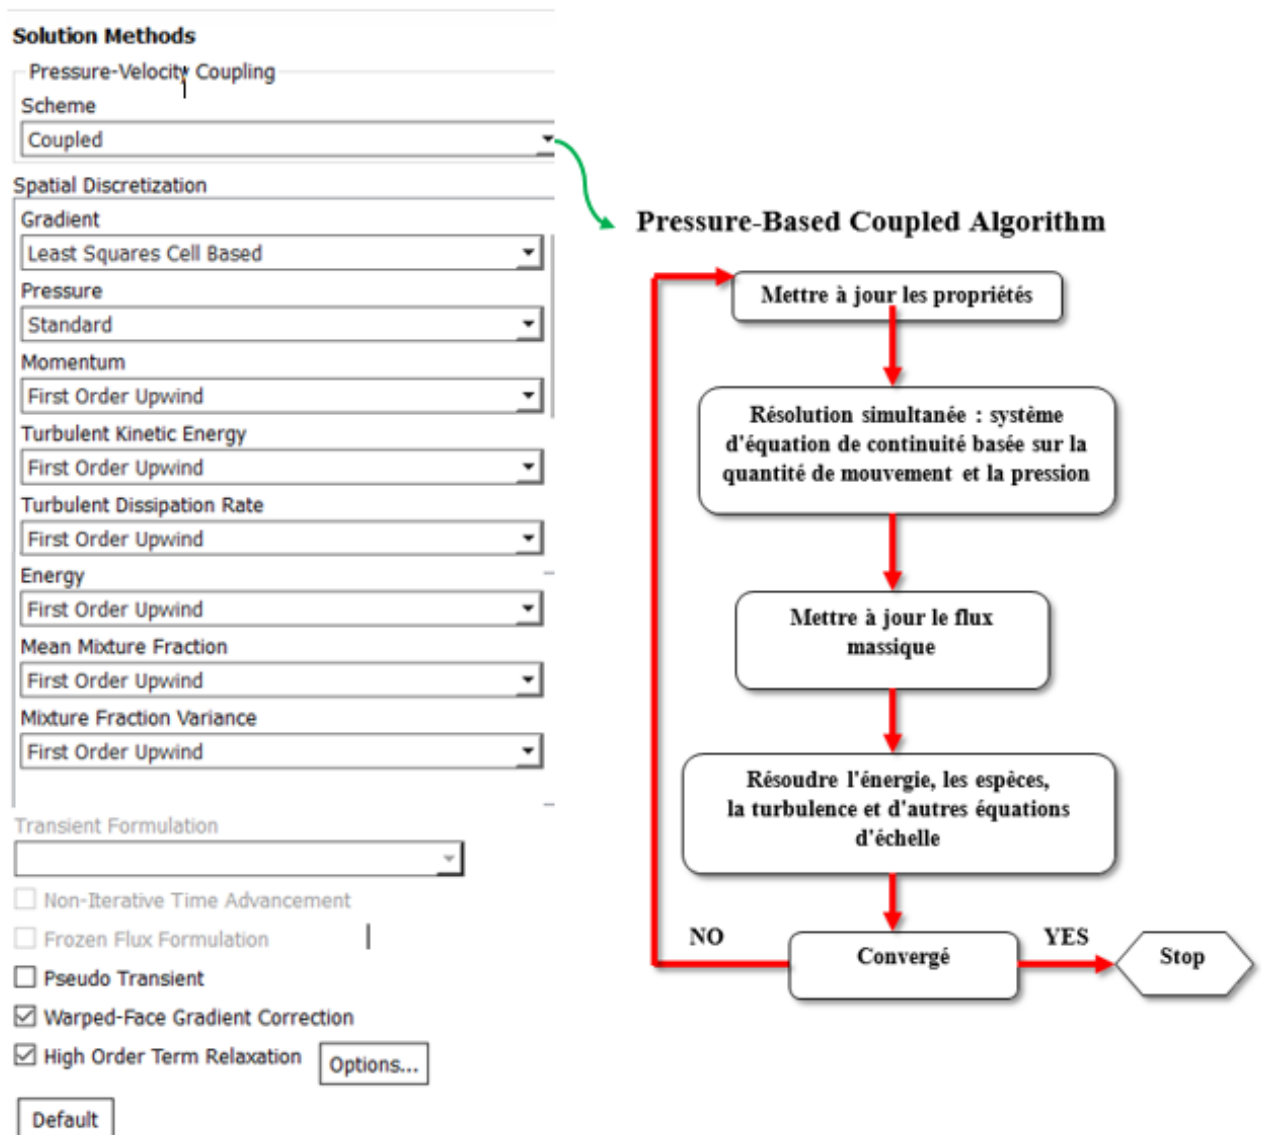 Solution Methods
Pressure-Velocity Coupling
Scheme
Coupled
Spatial Discretization
Gradient
Least Squares Cell Based
Pressure
Standard
Momentum
First Order Upwind
Turbulent Kinetic Energy
First Order Upwind
Turbulent Dissipation Rate
First Order Upwind
Energy
First Order Upwind
Mean Mixture Fraction
First Order Upwind
Mixture Fraction Variance
First Order Upwind
Transient Formulation
Non-Iterative Time Advancement
Frozen Flux Formulation
Pseudo Transient
Warped-Face Gradient Correction
High Order Term Relaxation
Options...
Default
Pressure-Based Coupled Algorithm
Mettre à jour les propriétés
Résolution simultanée : système
d'équation de continuité basée sur la
quantité de mouvement et la pression
Mettre à jour le flux
massique
Résoudre l'énergie, les espèces,
la turbulence et d'autres équations
d'échelle
NO
Convergé
YES
Stop